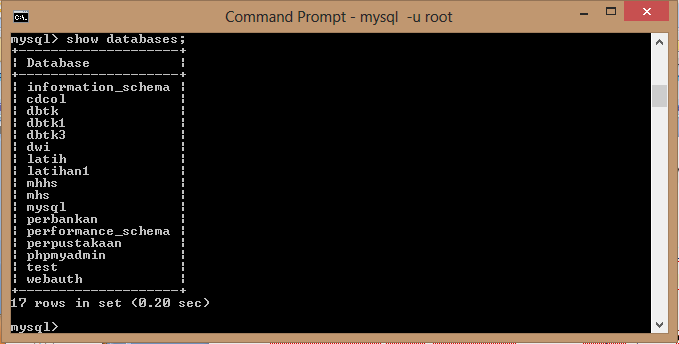 Command Prompt - mysql -u root
mysql> show databases;
+--------------------+
| Database           |
+--------------------+
| information_schema |
| cdcol              |
| dbtk               |
| dbtk1              |
| dbtk3              |
| dwi                |
| latih              |
| latihan1           |
| mhhs               |
| mhs                |
| mysql              |
| perbankan          |
| performance_schema |
| perpustakaan       |
| phpmyadmin         |
| test               |
| webauth            |
+--------------------+
17 rows in set (0.20 sec)
mysql>